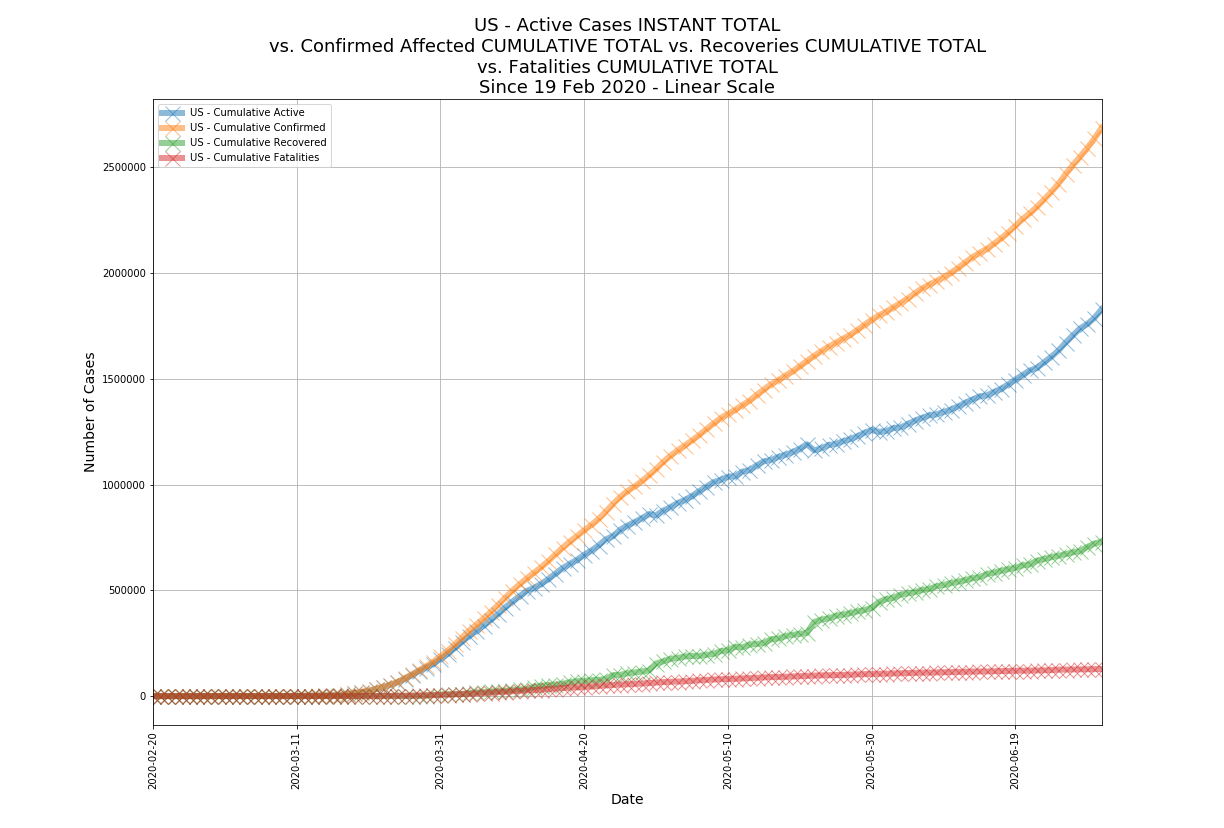 US - Active Cases INSTANT TOTAL
vs. Confirmed Affected CUMULATIVE TOTAL vs. Recoveries CUMULATIVE TOTAL
vs. Fatalities CUMULATIVE TOTAL
Since 19 Feb 2020 - Linear Scale
US - Cumulative Active
US - Cumulative Confirmed
US - Cumulative Recovered
US - Cumulative Fatalities
Number of Cases
2500000
2000000
1500000
1000000
500000
0
2020-02-20
2020-03-11
2020-03-31
2020-04-20
2020-05-10
2020-05-30
2020-06-19
Date